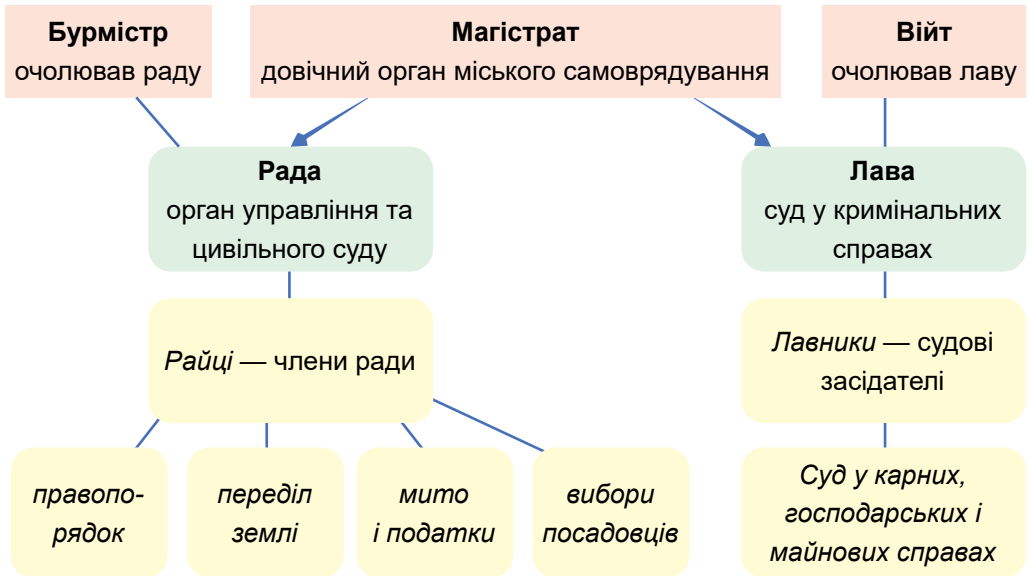 Бурмістр
очолював раду
Магістрат
довічний орган міського самоврядування
Війт
очолював лаву
Рада
орган управління та
цивільного суду
Лава
суд у кримінальних
справах
Райці — члени ради
Лавники — судові
засідателі
правопо-
рядок
переділ
землі
мито
і податки
вибори
посадовців
Суд у карних,
господарських і
майнових справах